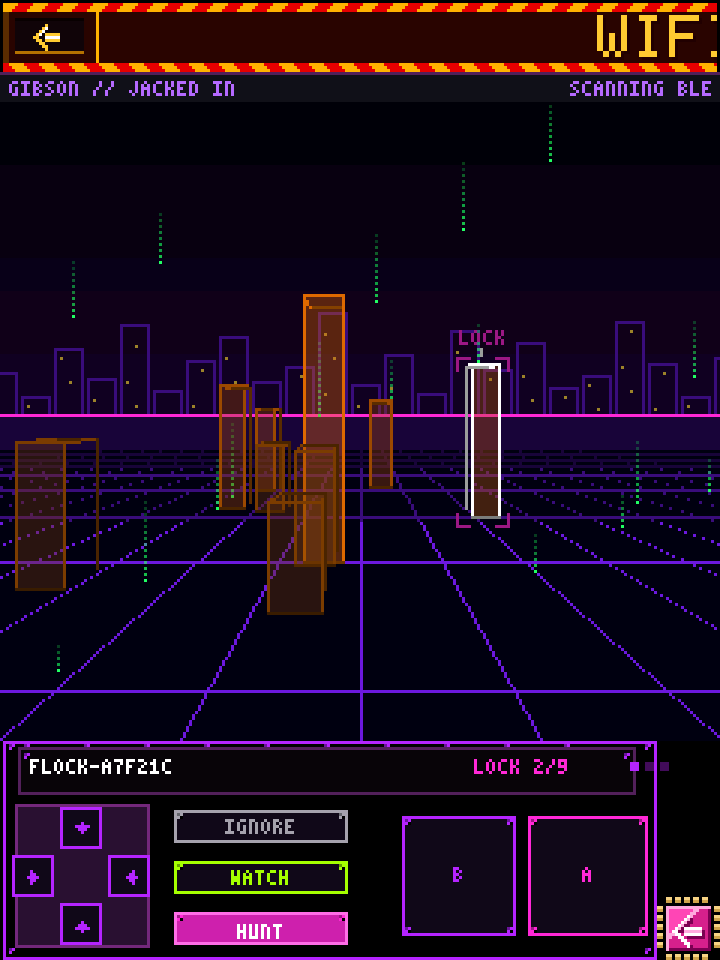 WIF
GIBSON // JACKED IN
SCANNING BLE
LOCK
FLOCK-A7F21C
LOCK 2/9
IGNORE
WATCH
HUNT
B
A